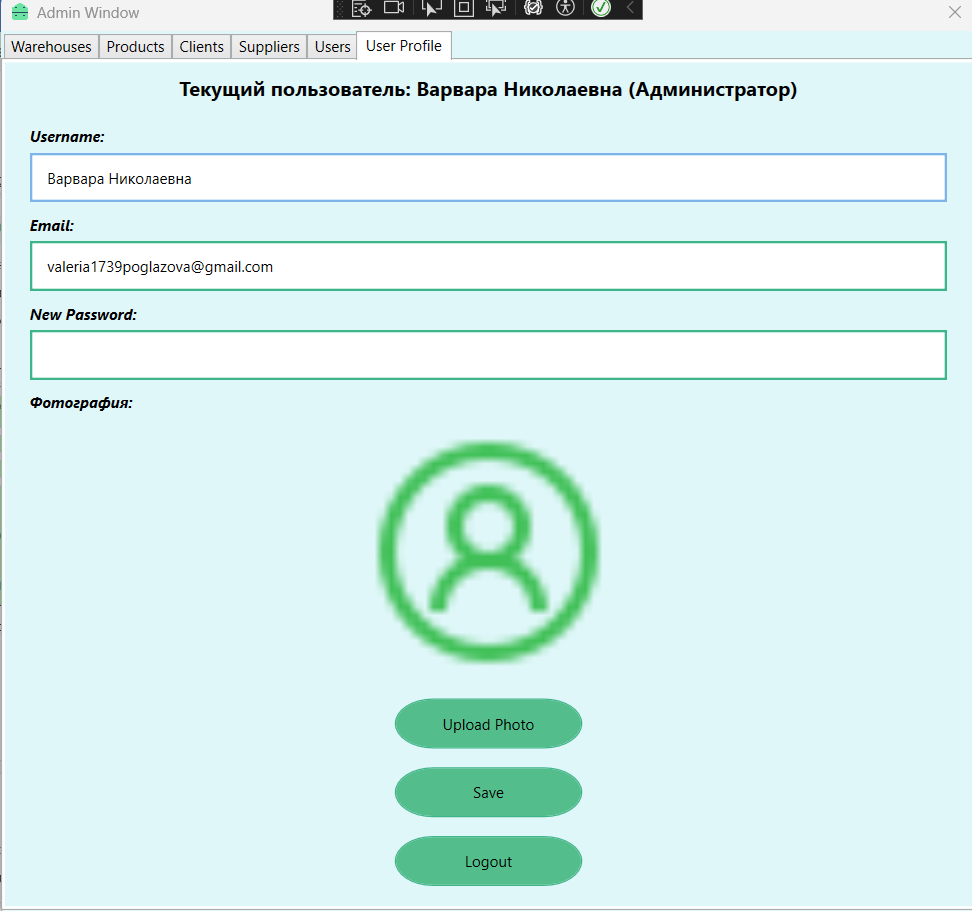 Admin Window
Warehouses Products Clients Suppliers Users User Profile
Текущий пользователь: Варвара Николаевна (Администратор)
Username:
Варвара Николаевна
Email:
valeria1739poglazova@gmail.com
New Password:
Фотография:
Upload Photo
Save
Logout